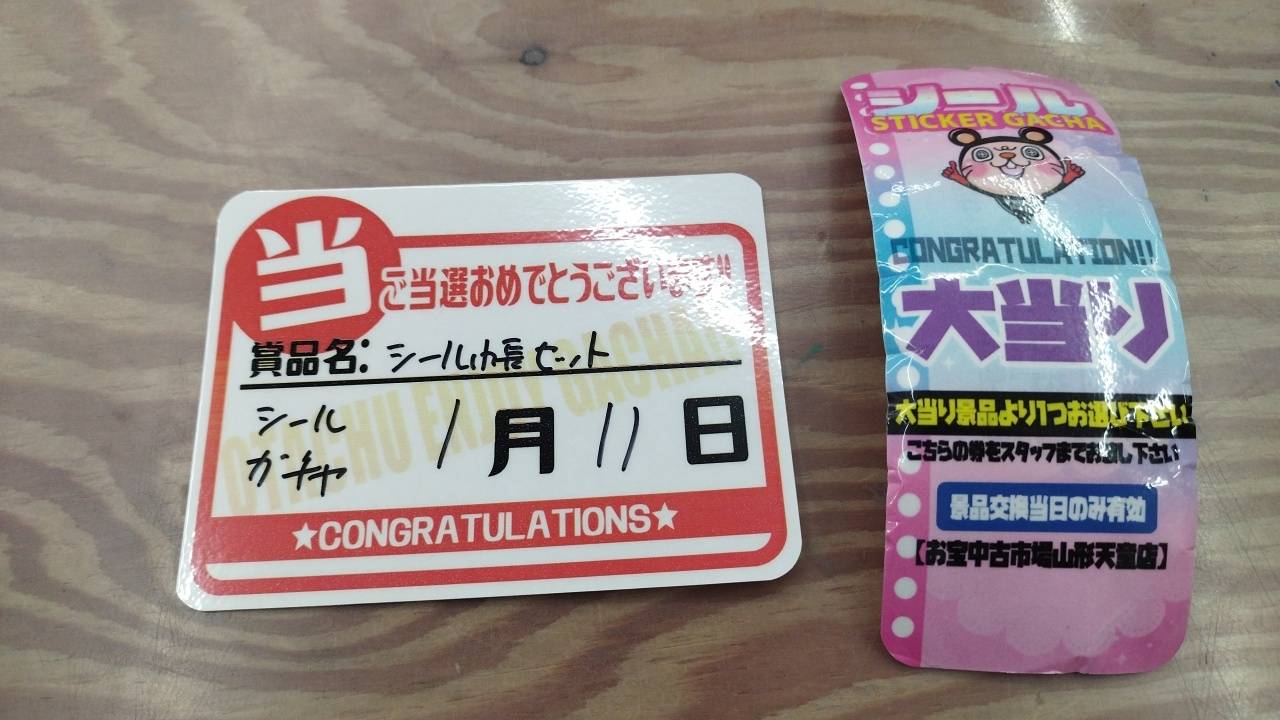 当
ご当選おめでとうございます!!
賞品名：シール帳セット
シール
ガチャ
1月11日
OTACHU ENJOY GACHA
★CONGRATULATIONS★
シール
STICKER GACHA
CONGRATULATION!!
大当り
大当り景品より1つお選び下さい
こちらの券をスタッフまでお渡し下さい
景品交換当日のみ有効
【お宝中古市場山形天童店】